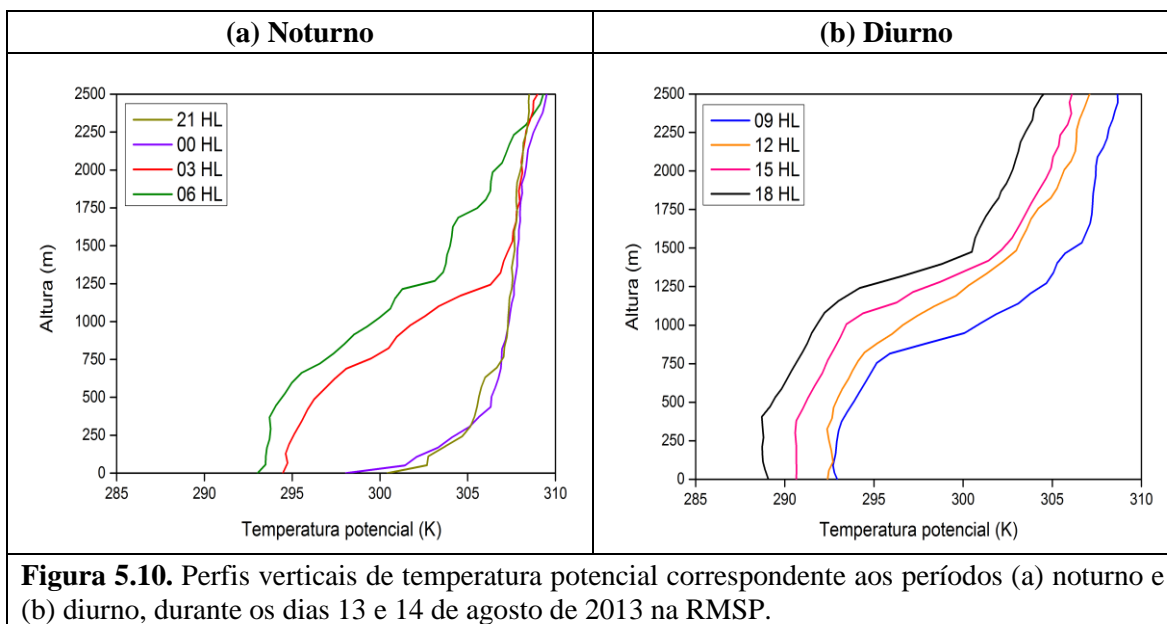 (a) Noturno
(b) Diurno
2500
2250
2000
1750
1500
1250
1000
750
500
250
0
Altura (m)
21 HL
00 HL
03 HL
06 HL
285
290
295
300
305
310
Temperatura potencial (K)
2500
2250
2000
1750
1500
1250
1000
750
500
250
0
Altura (m)
09 HL
12 HL
15 HL
18 HL
285
290
295
300
305
310
Temperatura potencial (K)
Figura 5.10. Perfis verticais de temperatura potencial correspondente aos períodos (a) noturno e
(b) diurno, durante os dias 13 e 14 de agosto de 2013 na RMSP.